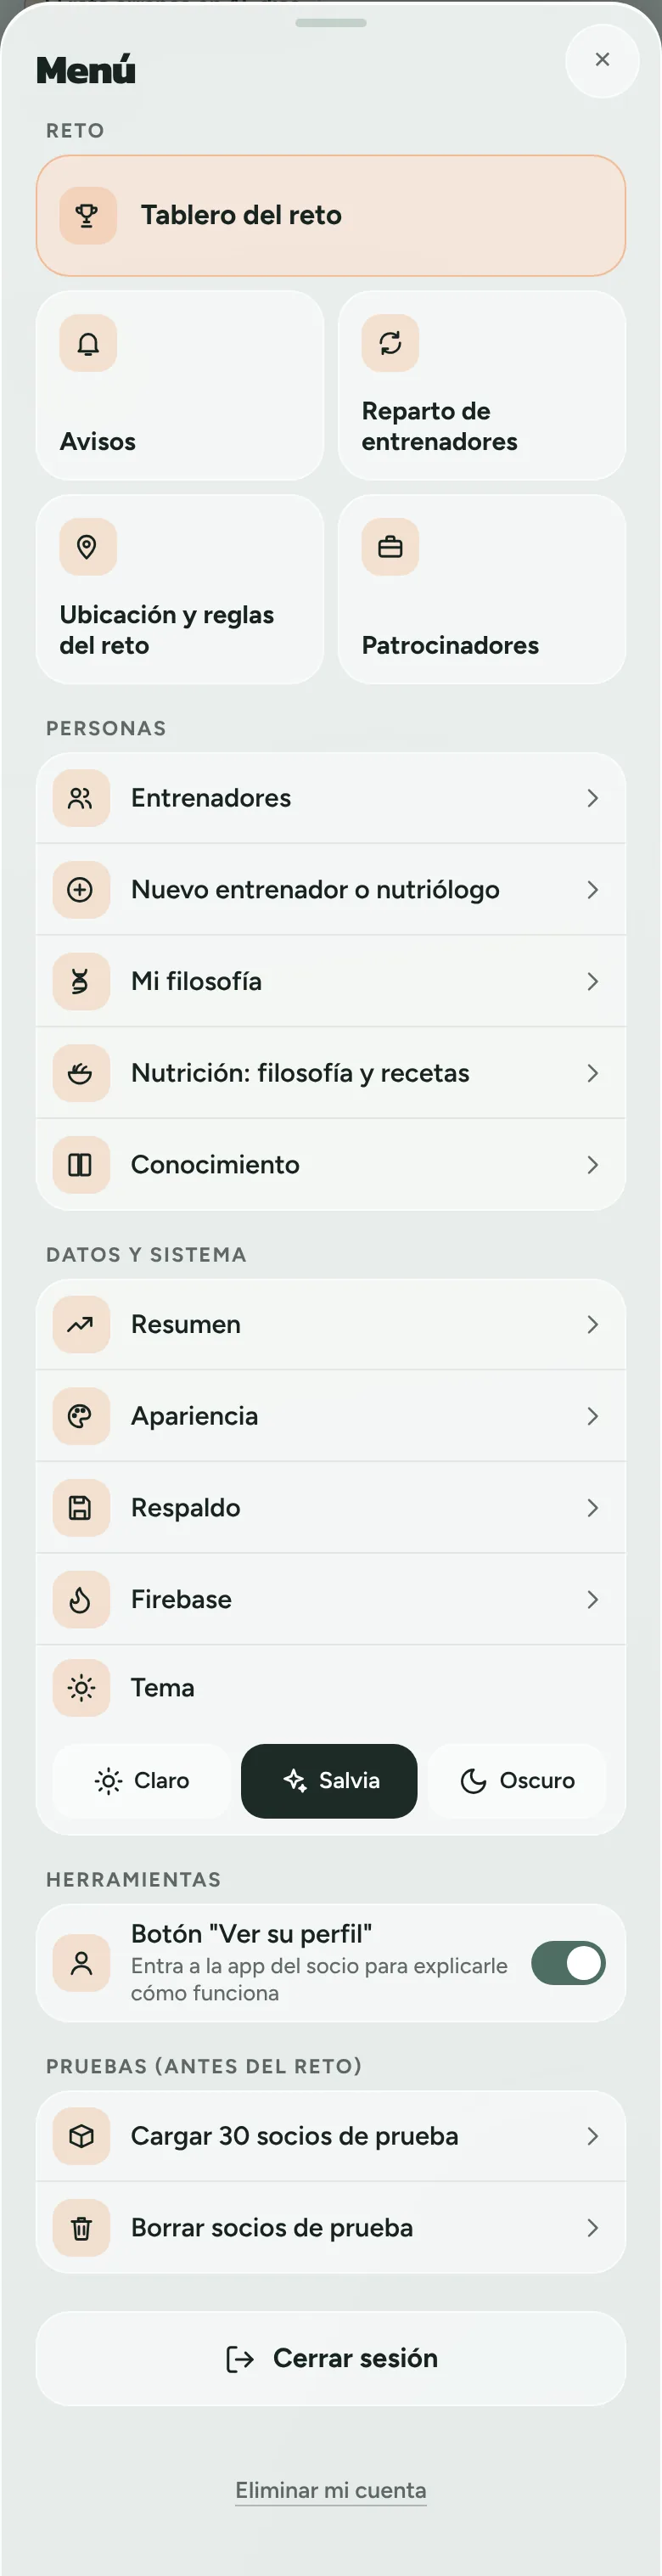 Menú
RETO
Tablero del reto
Avisos
Reparto de
entrenadores
Ubicación y reglas
del reto
Patrocinadores
PERSONAS
Entrenadores
Nuevo entrenador o nutriólogo
Mi filosofía
Nutrición: filosofía y recetas
Conocimiento
DATOS Y SISTEMA
Resumen
Apariencia
Respaldo
Firebase
Tema
Claro
Salvia
Oscuro
HERRAMIENTAS
Botón "Ver su perfil"
Entra a la app del socio para explicarle
cómo funciona
PRUEBAS (ANTES DEL RETO)
Cargar 30 socios de prueba
Borrar socios de prueba
Cerrar sesión
Eliminar mi cuenta